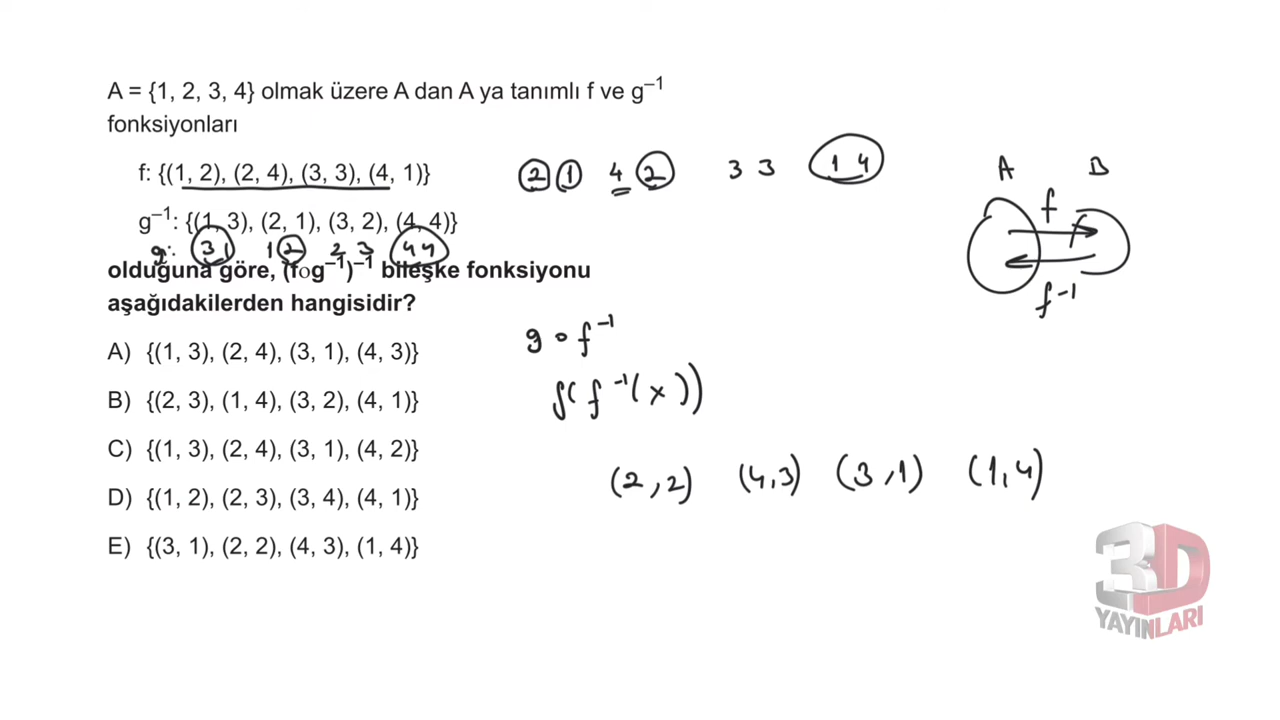 A = {1, 2, 3, 4} olmak üzere A dan A ya tanımlı f ve g⁻¹
fonksiyonları
f: {(1, 2), (2, 4), (3, 3), (4, 1)}
2 1 4 2 3 3 1 4
g⁻¹: {(1, 3), (2, 1), (3, 2), (4, 4)}
g: 3 1 1 2 2 3 4 4
olduğuna göre, (fog⁻¹)⁻¹ bileşke fonksiyonu
aşağıdakilerden hangisidir?
A) {(1, 3), (2, 4), (3, 1), (4, 3)}
B) {(2, 3), (1, 4), (3, 2), (4, 1)}
C) {(1, 3), (2, 4), (3, 1), (4, 2)}
D) {(1, 2), (2, 3), (3, 4), (4, 1)}
E) {(3, 1), (2, 2), (4, 3), (1, 4)}
A B
f
f⁻¹
g o f⁻¹
g(f⁻¹(x))
(2,2) (4,3) (3,1) (1,4)
3D
YAYINLARI